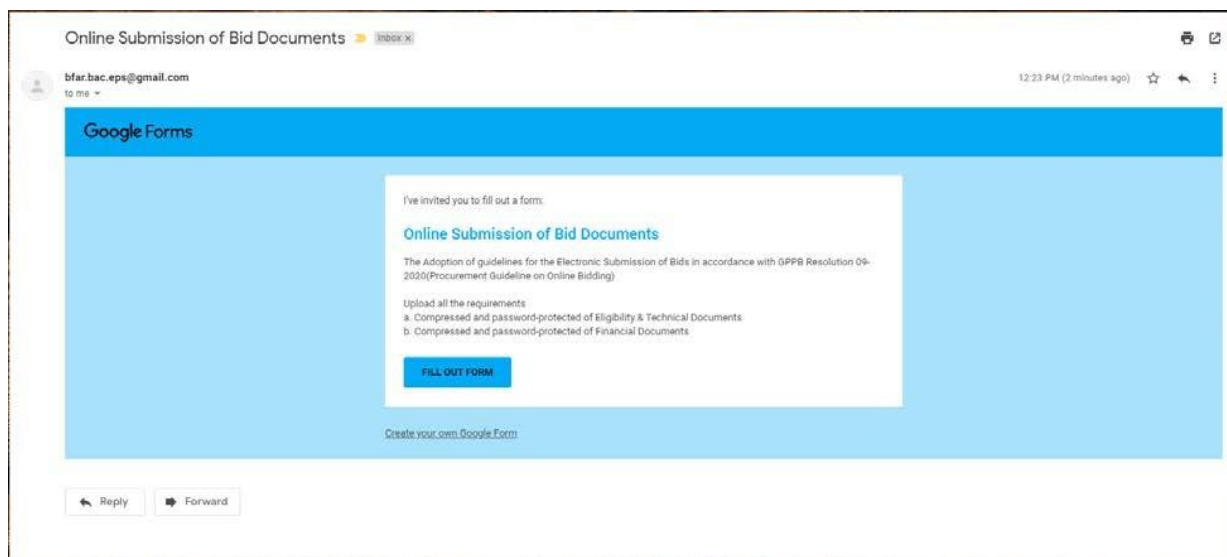 Online Submission of Bid Documents
Inbox x
bfar.bac.eps@gmail.com
12:23 PM (2 minutes ago)
to me
Google Forms
I've invited you to fill out a form:
Online Submission of Bid Documents
The Adoption of guidelines for the Electronic Submission of Bids in accordance with GPPB Resolution 09-
2020(Procurement Guideline on Online Bidding)
Upload all the requirements
a. Compressed and password-protected of Eligibility & Technical Documents
b. Compressed and password-protected of Financial Documents
FILL OUT FORM
Create your own Google Form
Reply
Forward